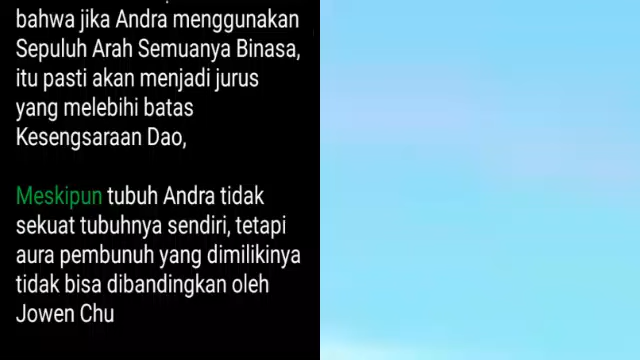 bahwa jika Andra menggunakan
Sepuluh Arah Semuanya Binasa,
itu pasti akan menjadi jurus
yang melebihi batas
Kesengsaraan Dao,
Meskipun tubuh Andra tidak
sekuat tubuhnya sendiri, tetapi
aura pembunuh yang dimilikinya
tidak bisa dibandingkan oleh
Jowen Chu